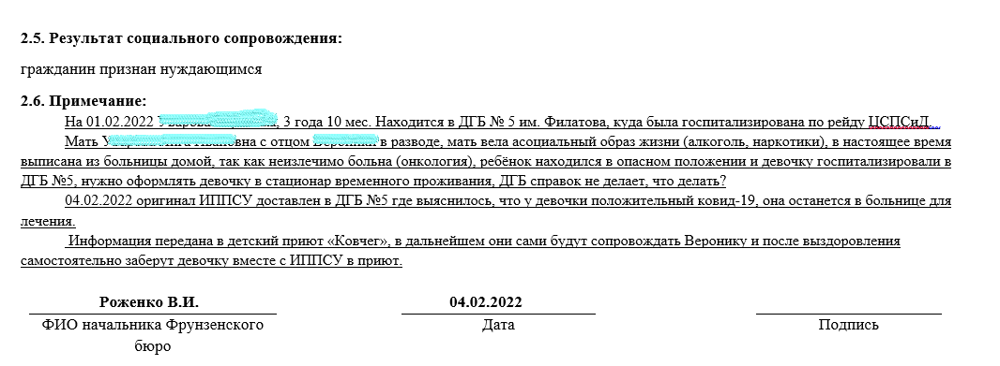 2.5. Результат социального сопровождения:
гражданин признан нуждающимся
2.6. Примечание:
На 01.02.2022 , 3 года 10 мес. Находится в ДГБ № 5 им. Филатова, куда была госпитализирована по рейду ЦСПСиД.
Мать с отцом в разводе, мать вела асоциальный образ жизни (алкоголь, наркотики), в настоящее время
выписана из больницы домой, так как неизлечимо больна (онкология), ребёнок находился в опасном положении и девочку госпитализировали в
ДГБ №5, нужно оформлять девочку в стационар временного проживания, ДГБ справок не делает, что делать?
04.02.2022 оригинал ИППСУ доставлен в ДГБ №5 где выяснилось, что у девочки положительный ковид-19, она останется в больнице для
лечения.
Информация передана в детский приют «Ковчег», в дальнейшем они сами будут сопровождать Веронику и после выздоровления
самостоятельно заберут девочку вместе с ИППСУ в приют.
Роженко В.И. 04.02.2022
ФИО начальника Фрунзенского Дата Подпись
бюро